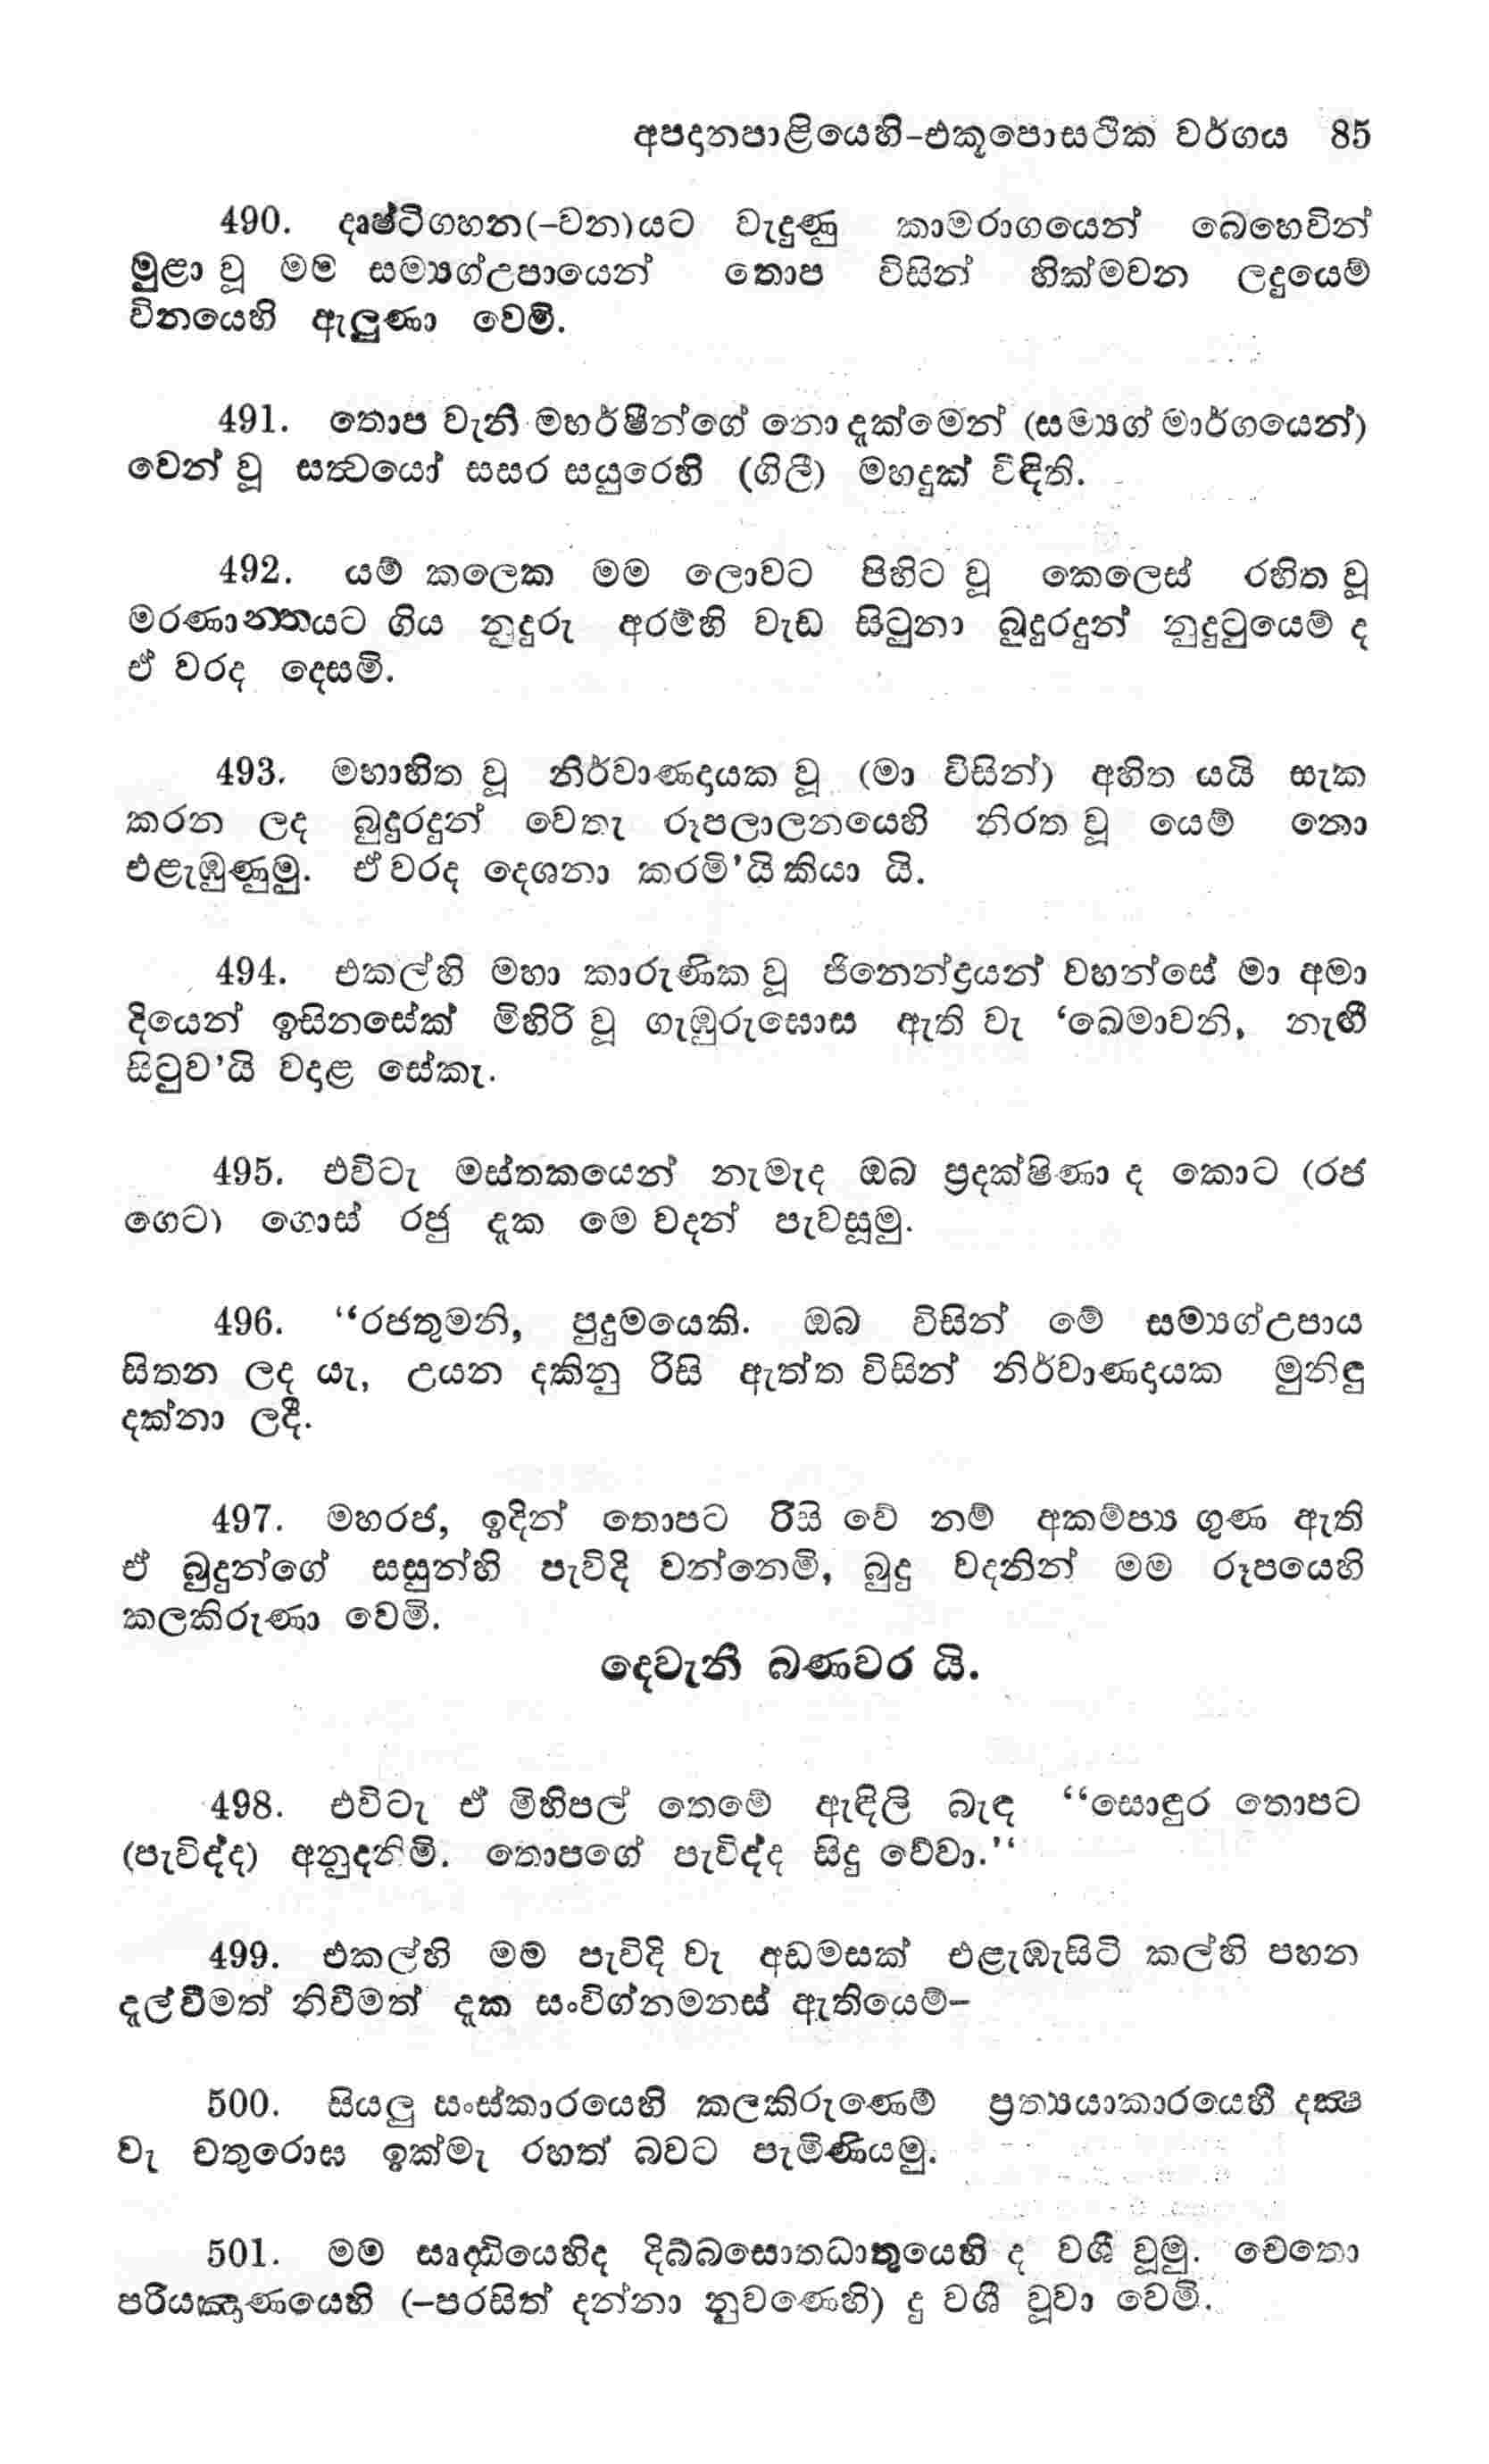 අපදානපාළියෙහි-එකූපොසථික වර්ගය 85
490. දෘෂ්ටිගහන(-වන)යට වැදුණු කාමරාගයෙන් බෙහෙවින්
මුළා වූ මම සම්‍යග්උපායෙන් තොප විසින් හික්මවන ලදුයෙම්
විනයෙහි ඇලුණා වෙමි.
491. තොප වැනි මහර්ෂීන්ගේ නො දැක්මෙන් (සම්‍යග් මාර්ගයෙන්)
වෙන් වූ සත්‍වයෝ සසර සයුරෙහි (ගිලී) මහදුක් විඳිති.
492. යම් කලෙක මම ලොවට පිහිට වූ කෙලෙස් රහිත වූ
මරණාන්‍තයට ගිය නුදුරු අරම්හි වැඩ සිටුනා බුදුරදුන් නුදුටුයෙම් ද
ඒ වරද දෙසමි.
493. මහාහිත වූ නිර්වාණදායක වූ (මා විසින්) අහිත යයි සැක
කරන ලද බුදුරදුන් වෙතැ රූපලාලනයෙහි නිරත වූ යෙම් නො
එළැඹුණුමු. ඒ වරද දෙශනා කරමි’යි කියා යි.
494. එකල්හි මහා කාරුණික වූ ජිනෙන්ද්‍රයන් වහන්සේ මා අමා
දියෙන් ඉසිනසේක් මිහිරි වූ ගැඹුරුඝොස ඇති වැ ‘ඛෙමාවනි, නැඟී
සිටුව’යි වදාළ සේකැ.
495. එවිටැ මස්තකයෙන් නැමැද ඔබ ප්‍රදක්ෂිණා ද කොට (රජ
ගෙට) ගොස් රජු දැක මෙ වදන් පැවසූමු.
496. “රජතුමනි, පුදුමයෙකි. ඔබ විසින් මේ සම්‍යග්උපාය
සිතන ලද යැ, උයන දකිනු රිසි ඇත්ත විසින් නිර්වාණදායක මුනිඳු
දක්නා ලදී.
497. මහරජ, ඉදින් තොපට රිසි වේ නම් අකම්ප්‍ය ගුණ ඇති
ඒ බුදුන්ගේ සසුන්හි පැවිදි වන්නෙමි, බුදු වදනින් මම රූපයෙහි
කලකිරුණා වෙමි.
දෙවැනි බණවර යි.
498. එවිටැ ඒ මිහිපල් තෙමේ ඇඳිලි බැඳ “සොඳුර තොපට
(පැවිද්ද) අනුදනිමි. තොපගේ පැවිද්ද සිදු වේවා.”
499. එකල්හි මම පැවිදි වැ අඩමසක් එළැඹැසිටි කල්හි පහන
දැල්වීමත් නිවීමත් දැක සංවිග්නමනස් ඇතියෙම්-
500. සියලු සංස්කාරයෙහි කලකිරුණෙම් ප්‍රත්‍යයාකාරයෙහි දක්‍ෂ
වැ චතුරොඝ ඉක්මැ රහත් බවට පැමිණියමු.
501. මම සෘද්ධියෙහිද දිබ්බසොතධාතුයෙහි ද වශී වූමු. චෙතො
පරියඤාණයෙහි (-පරසිත් දන්නා නුවණෙහි) දු වශී වූවා වෙමි.